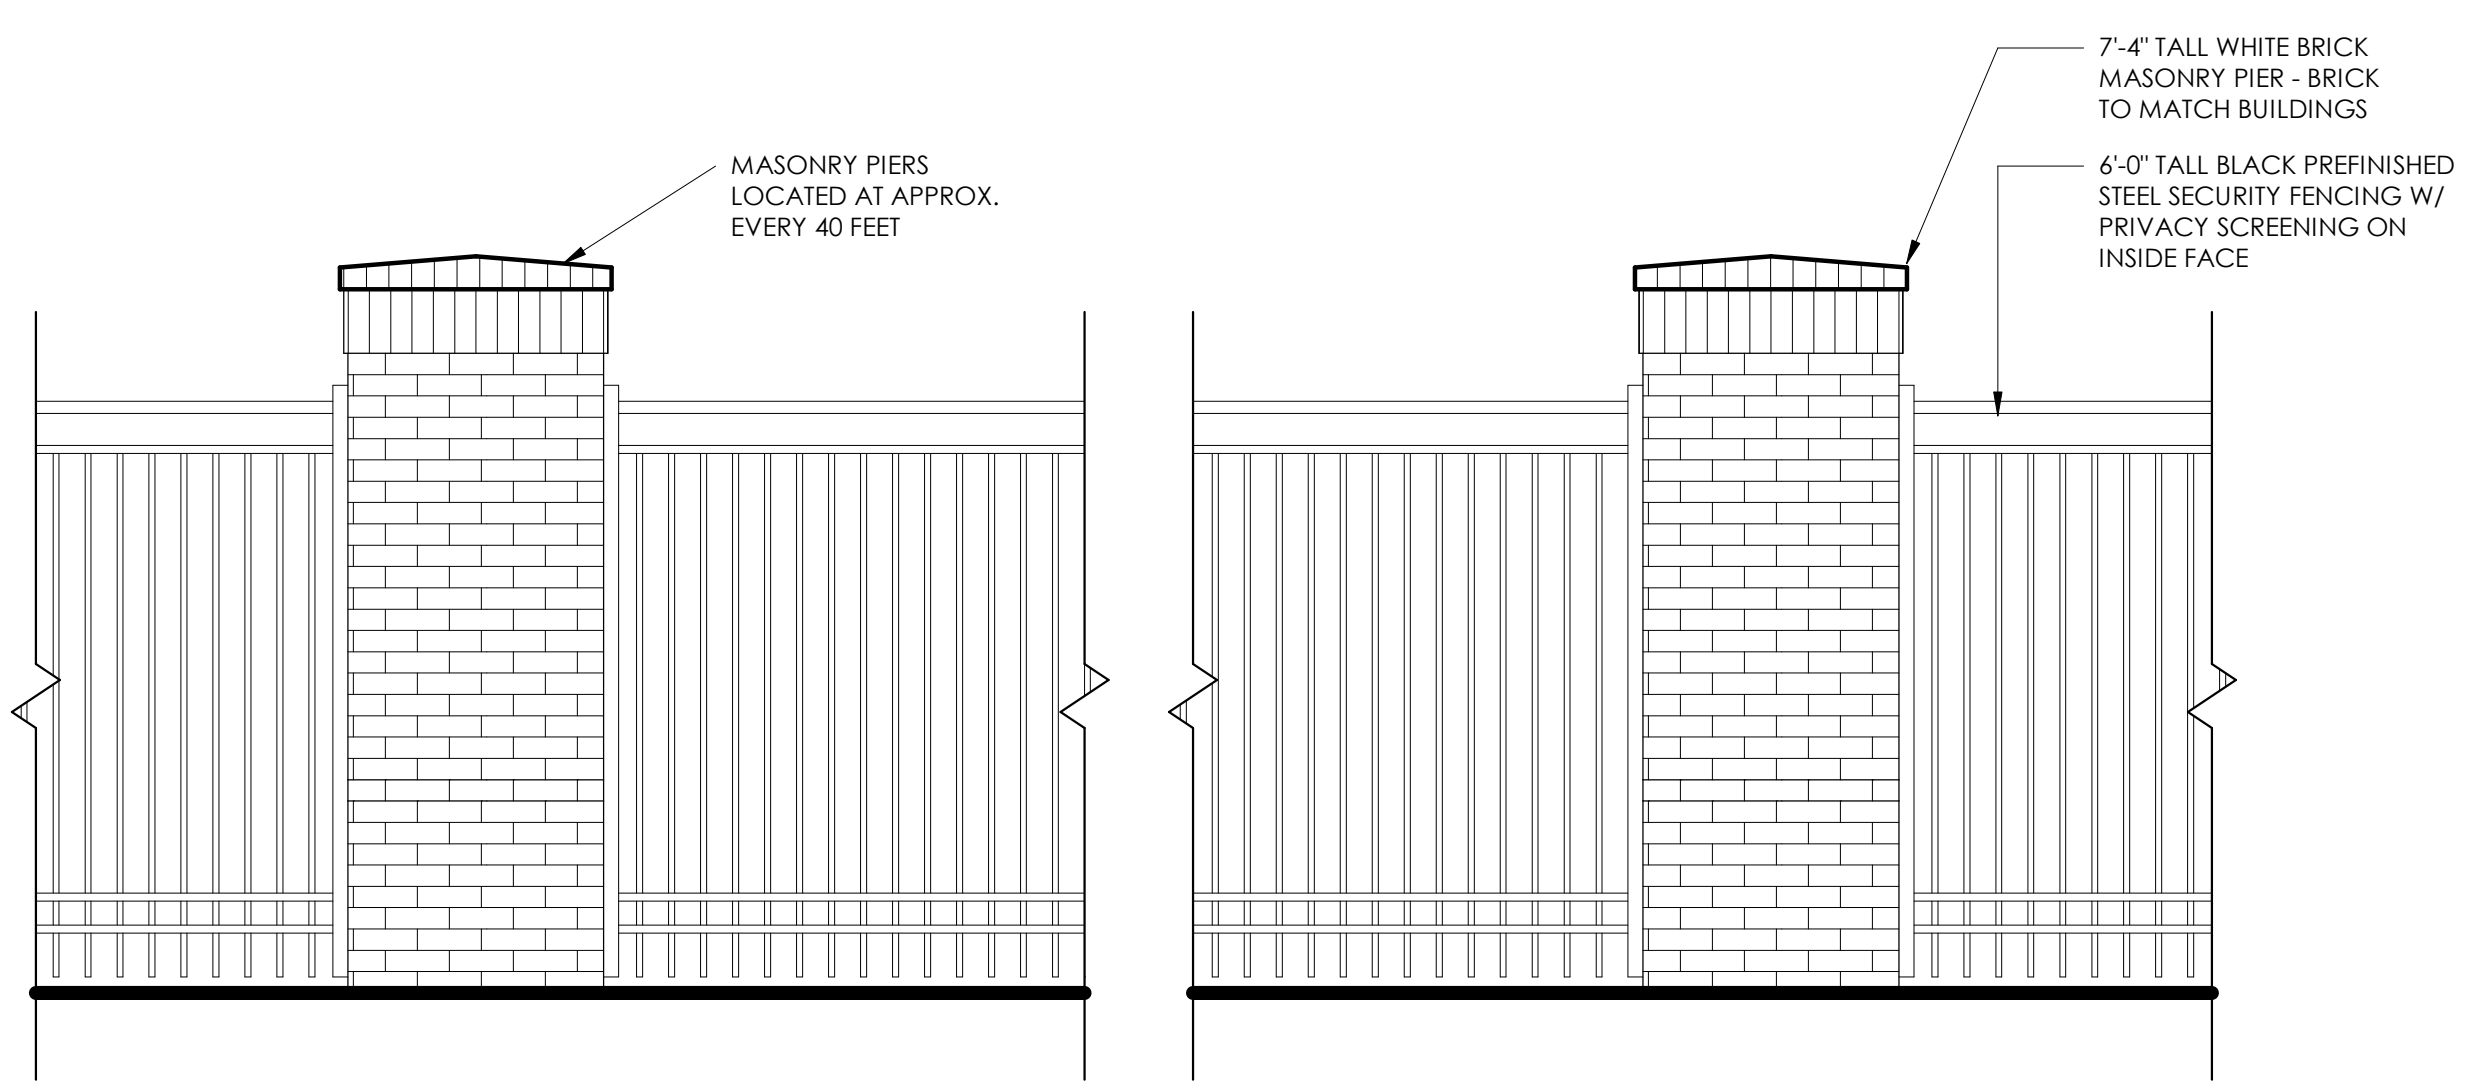 MASONRY PIERS
LOCATED AT APPROX.
EVERY 40 FEET
7'-4" TALL WHITE BRICK
MASONRY PIER - BRICK
TO MATCH BUILDINGS
6'-0" TALL BLACK PREFINISHED
STEEL SECURITY FENCING W/
PRIVACY SCREENING ON
INSIDE FACE